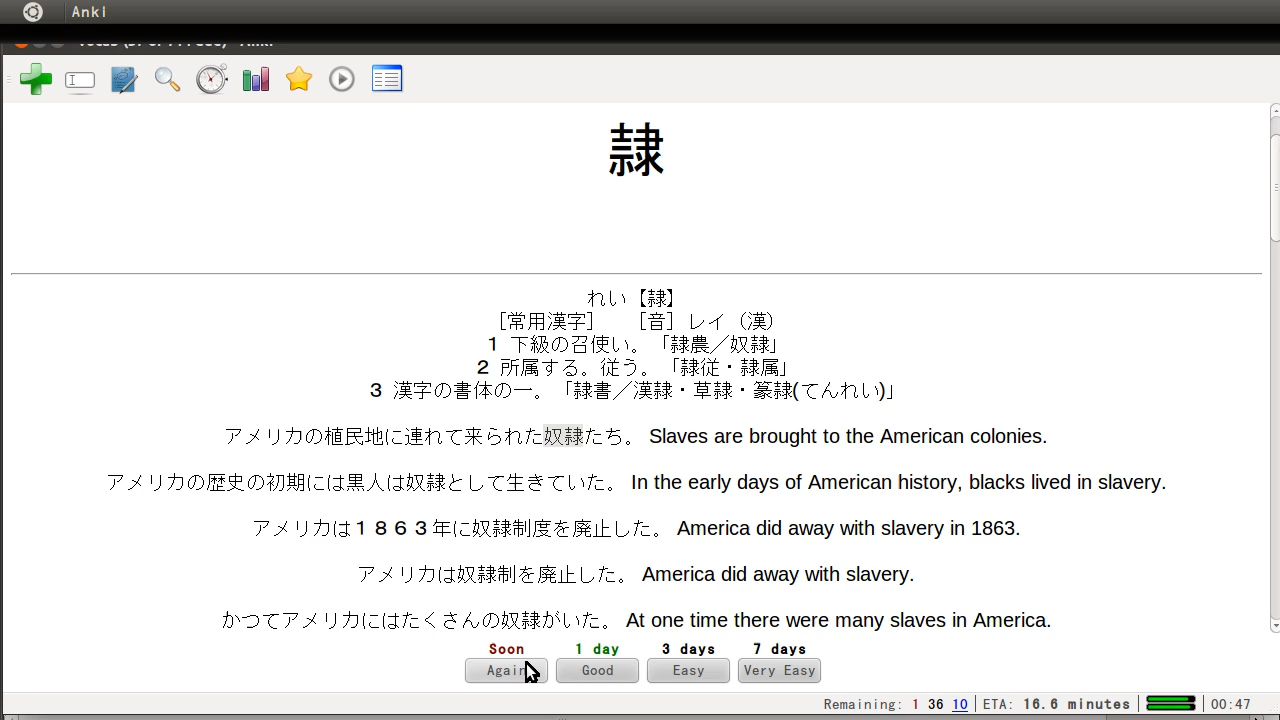 Anki
隷
れい【隷】
［常用漢字］　［音］レイ（漢）
1 下級の召使い。「隷農／奴隷」
2 所属する。従う。「隷従・隷属」
3 漢字の書体の一。「隷書／漢隷・草隷・篆隷(てんれい)」
アメリカの植民地に連れて来られた奴隷たち。 Slaves are brought to the American colonies.
アメリカの歴史の初期には黒人は奴隷として生きていた。 In the early days of American history, blacks lived in slavery.
アメリカは１８６３年に奴隷制度を廃止した。 America did away with slavery in 1863.
アメリカは奴隷制を廃止した。 America did away with slavery.
かつてアメリカにはたくさんの奴隷がいた。 At one time there were many slaves in America.
Soon 1 day 3 days 7 days
Again Good Easy Very Easy
Remaining: 1 36 10 ETA: 16.6 minutes 00:47